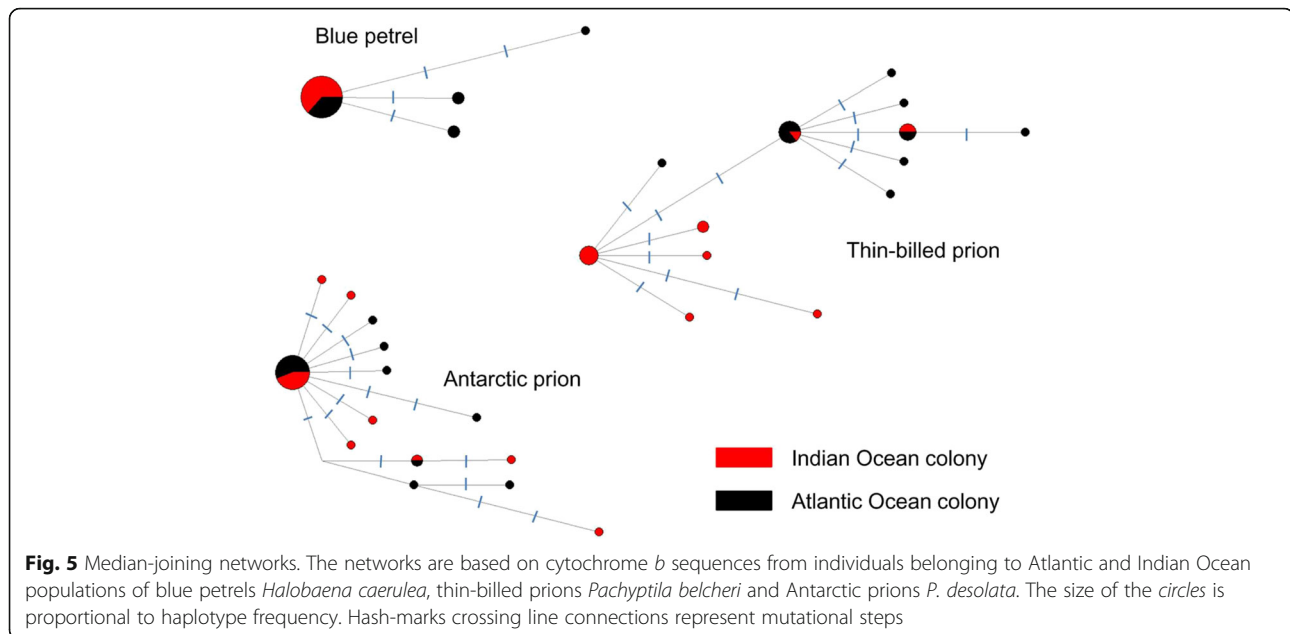 Blue petrel
Thin-billed prion
Antarctic prion
Indian Ocean colony
Atlantic Ocean colony
Fig. 5 Median-joining networks. The networks are based on cytochrome b sequences from individuals belonging to Atlantic and Indian Ocean
populations of blue petrels Halobaena caerulea, thin-billed prions Pachyptila belcheri and Antarctic prions P. desolata. The size of the circles is
proportional to haplotype frequency. Hash-marks crossing line connections represent mutational steps